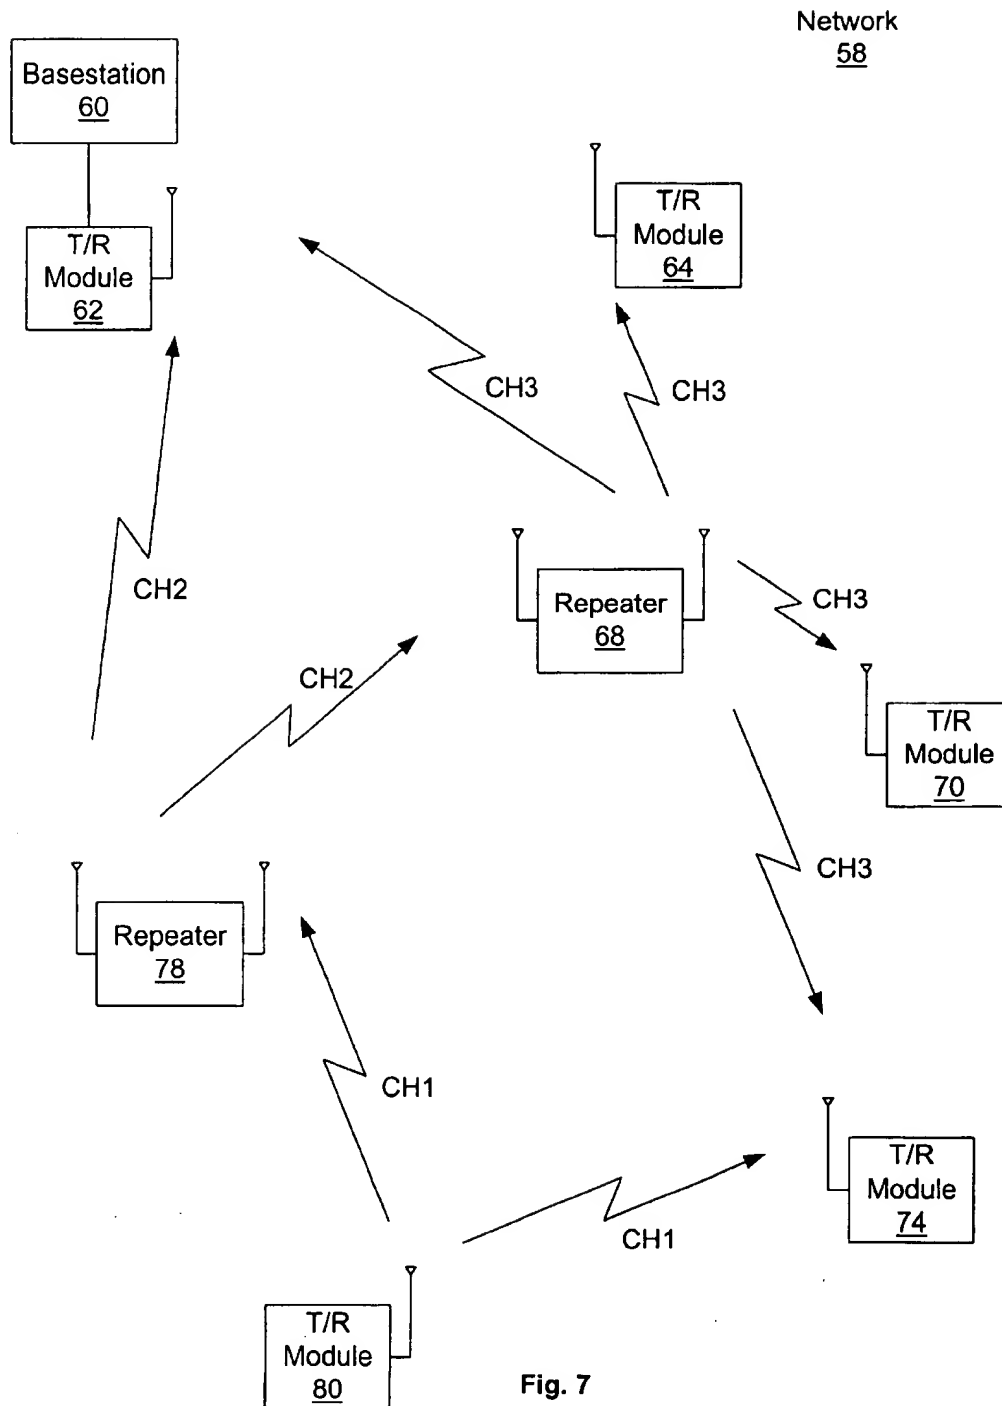 Network
58
Basestation
60
T/R
Module
62
T/R
Module
64
CH3
CH3
CH2
Repeater
68
CH3
CH2
T/R
Module
70
CH3
Repeater
78
CH1
T/R
Module
74
CH1
T/R
Module
80
Fig. 7